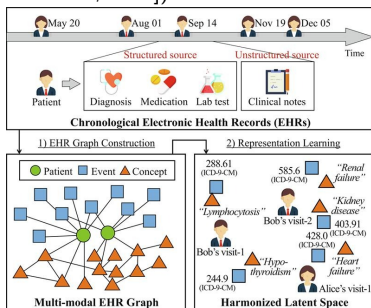 May 20
Aug 01
Sep 14
Nov 19
Dec 05
Time
Structured source
Unstructured source
Patient
Diagnosis
Medication
Lab test
Clinical notes
Chronological Electronic Health Records (EHRs)
1) EHR Graph Construction
2) Representation Learning
Patient
Event
Concept
Multi-modal EHR Graph
288.61
(ICD-9-CM)
"Lymphocytosis"
Bob's visit-1
585.6
(ICD-9-CM)
"Renal
failure"
"Kidney
disease"
Bob's visit-2
403.91
(ICD-9-CM)
428.0
(ICD-9-CM)
"Hypo-
thyroidism"
"Heart
failure"
244.9
(ICD-9-CM)
Alice's visit-1
Harmonized Latent Space